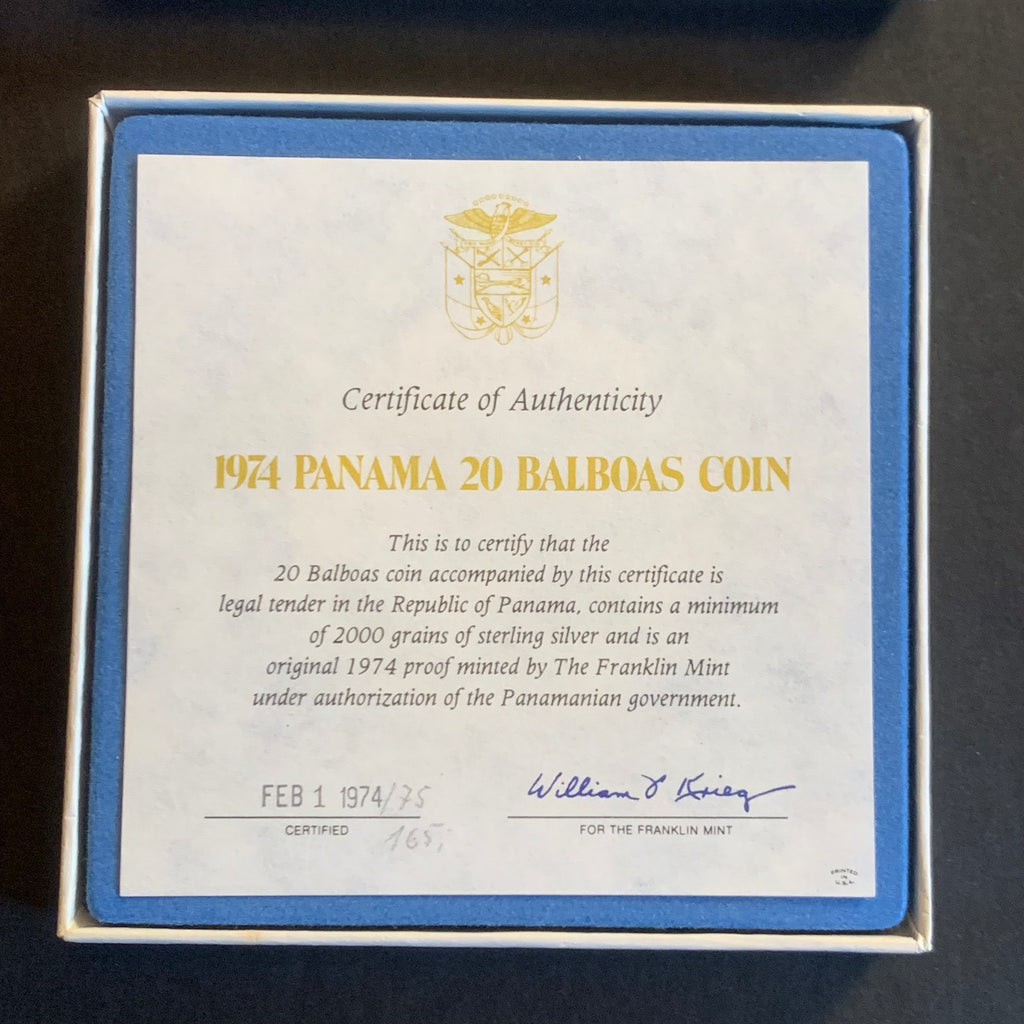 Certificate of Authenticity
1974 PANAMA 20 BALBOAS COIN
This is to certify that the
20 Balboas coin accompanied by this certificate is
legal tender in the Republic of Panama, contains a minimum
of 2000 grains of sterling silver and is an
original 1974 proof minted by The Franklin Mint
under authorization of the Panamanian government.
FEB 1 1974/75
William Krieg
CERTIFIED
165,
FOR THE FRANKLIN MINT
PRINTED
IN
U.S.A.